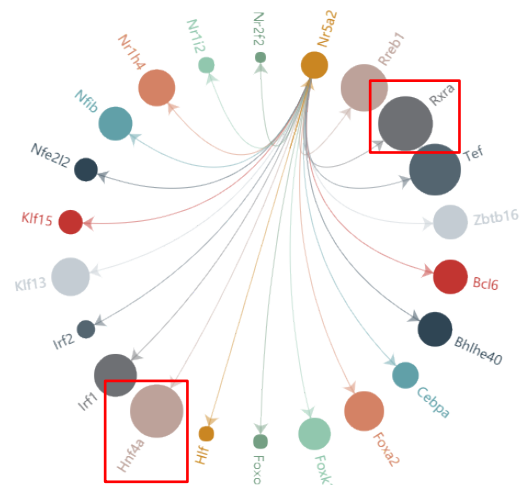 Nr5a2
Rreb1
Rxra
Tef
Zbtb16
Bcl6
Bhlhe40
Cebpa
Foxa2
Foxk
Foxo
Hlf
Hnf4a
Irf1
Irf2
Klf13
Klf15
Nfe2l2
Nfib
Nr1h4
Nr1i2
Nr2f2